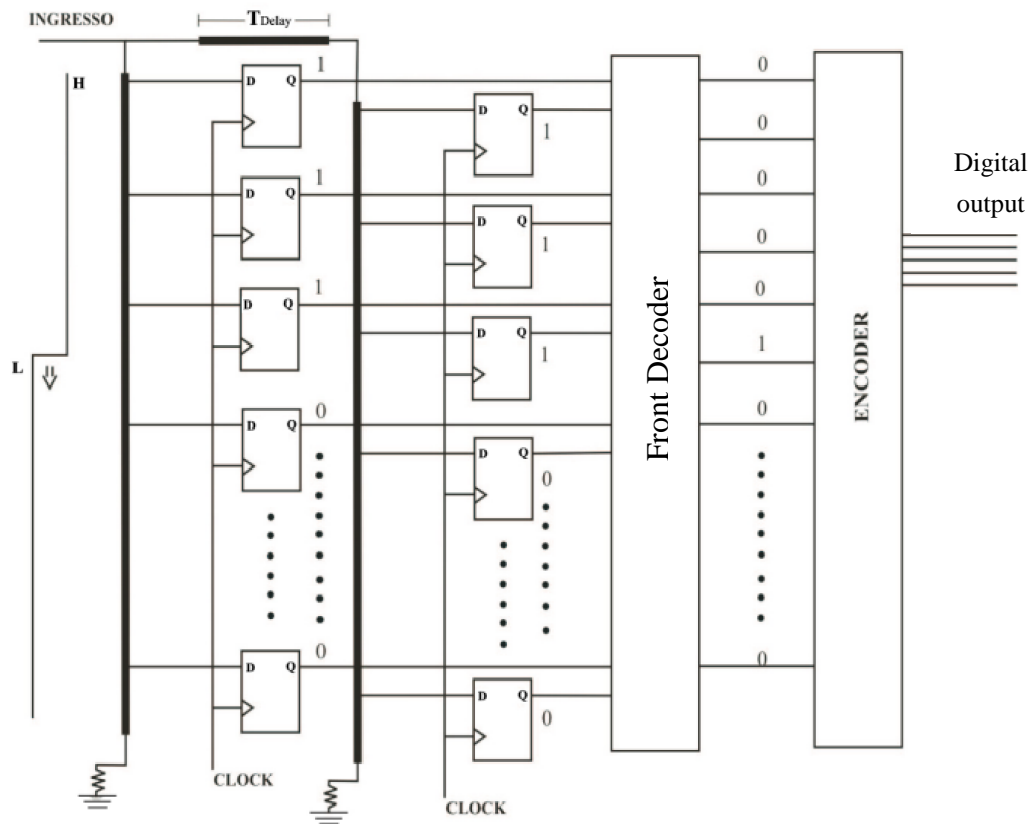 INGRESSO
TDelay
H
L
D Q
1
D Q
1
D Q
1
D Q
0
D Q
0
CLOCK
D Q
1
D Q
1
D Q
1
D Q
0
D Q
0
CLOCK
Front Decoder
0
0
0
0
0
1
0
0
ENCODER
Digital
output